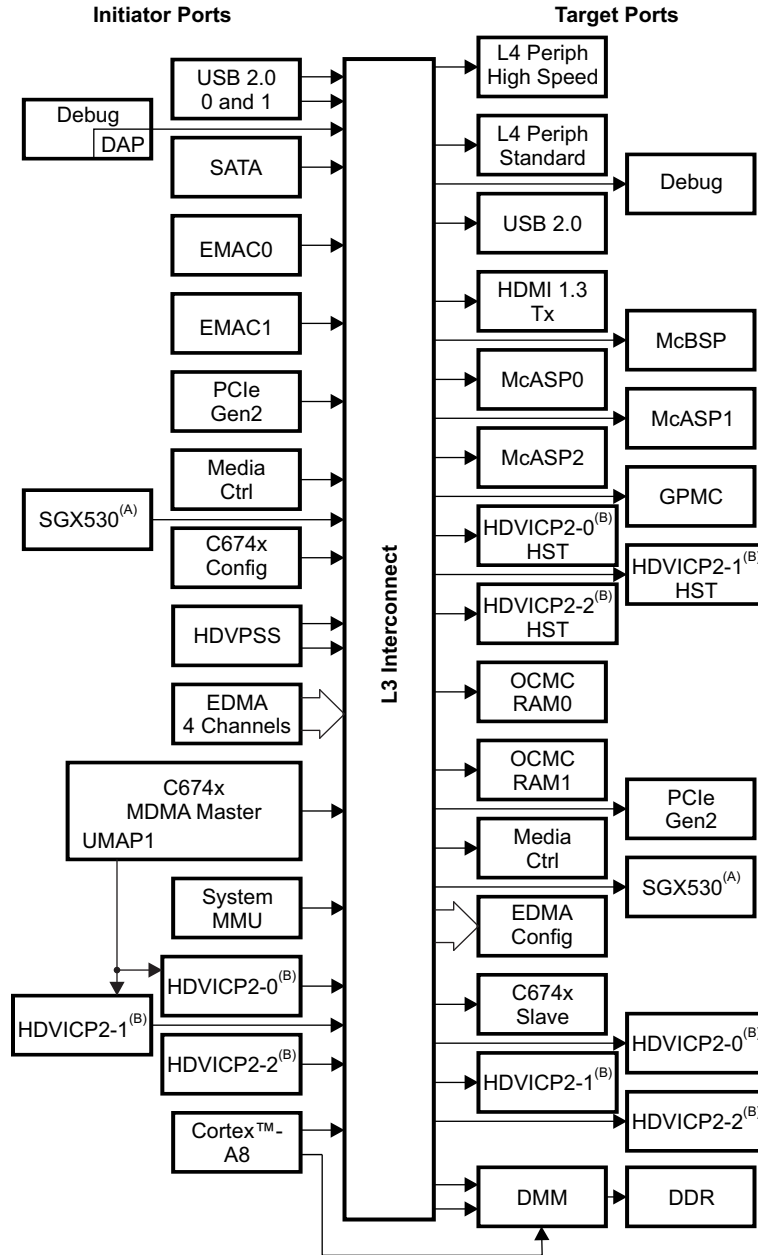 Initiator Ports
Target Ports
USB 2.0
0 and 1
Debug
DAP
SATA
EMAC0
EMAC1
PCIe
Gen2
Media
Ctrl
SGX530(A)
C674x
Config
HDVPSS
EDMA
4 Channels
C674x
MDMA Master
UMAP1
System
MMU
HDVICP2-0(B)
HDVICP2-1(B)
HDVICP2-2(B)
Cortex™-
A8
L3 Interconnect
L4 Periph
High Speed
L4 Periph
Standard
Debug
USB 2.0
HDMI 1.3
Tx
McBSP
McASP0
McASP1
McASP2
GPMC
HDVICP2-0(B)
HST
HDVICP2-1(B)
HST
HDVICP2-2(B)
HST
OCMC
RAM0
OCMC
RAM1
PCIe
Gen2
Media
Ctrl
SGX530(A)
EDMA
Config
C674x
Slave
HDVICP2-0(B)
HDVICP2-1(B)
HDVICP2-2(B)
DMM
DDR